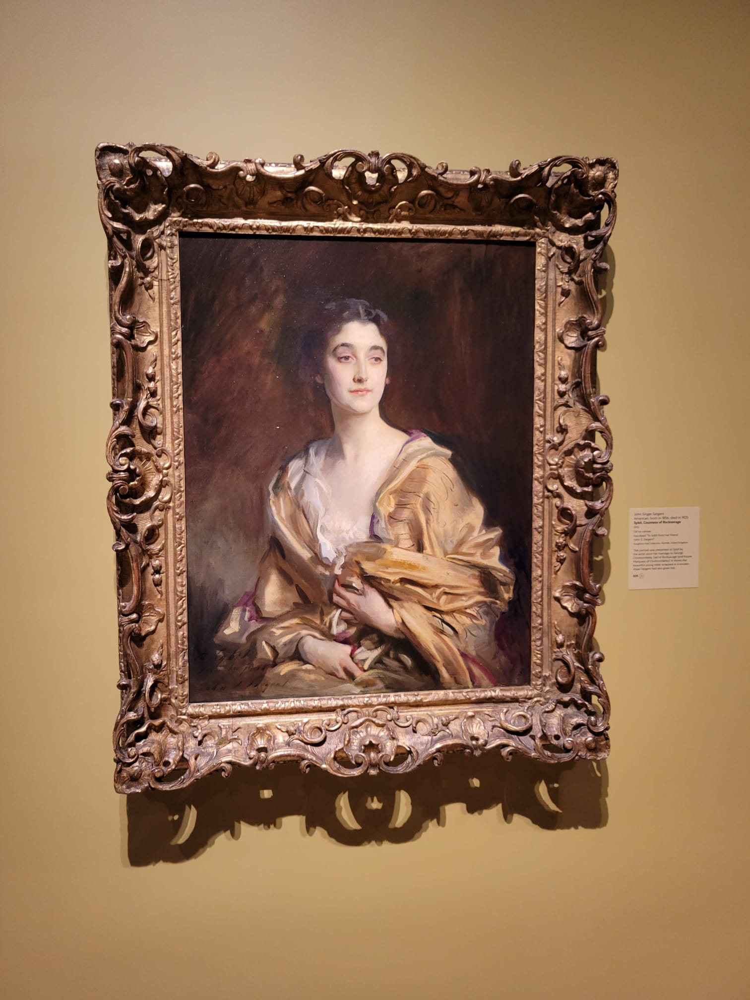 John Singer Sargent
American, born in 1856, died in 1925
Sybil, Countess of Rocksavage
1913
Oil on canvas
Inscribed "To Sybil from her friend
John S. Sargent"
Houghton Hall Collection, Norfolk, United Kingdom
This portrait was presented to Sybil by
the artist upon her marriage to George
Cholmondeley, Earl of Rocksavage (and future
Marquess of Cholmondeley). It shows the
beautiful young sitter wrapped in a woolen
shawl Sargent had also given her.
109
John S. Sargent